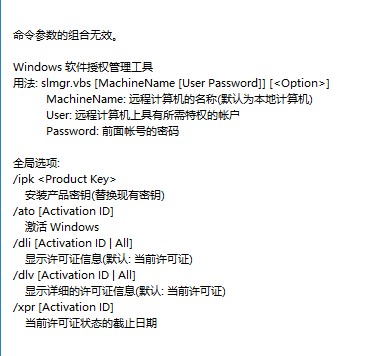 命令参数的组合无效。
Windows 软件授权管理工具
用法: slmgr.vbs [MachineName [User Password]] [<Option>]
MachineName: 远程计算机的名称(默认为本地计算机)
User: 远程计算机上具有所需特权的帐户
Password: 前面帐号的密码
全局选项:
/ipk <Product Key>
安装产品密钥(替换现有密钥)
/ato [Activation ID]
激活 Windows
/dli [Activation ID | All]
显示许可证信息(默认: 当前许可证)
/dlv [Activation ID | All]
显示详细的许可证信息(默认: 当前许可证)
/xpr [Activation ID]
当前许可证状态的截止日期